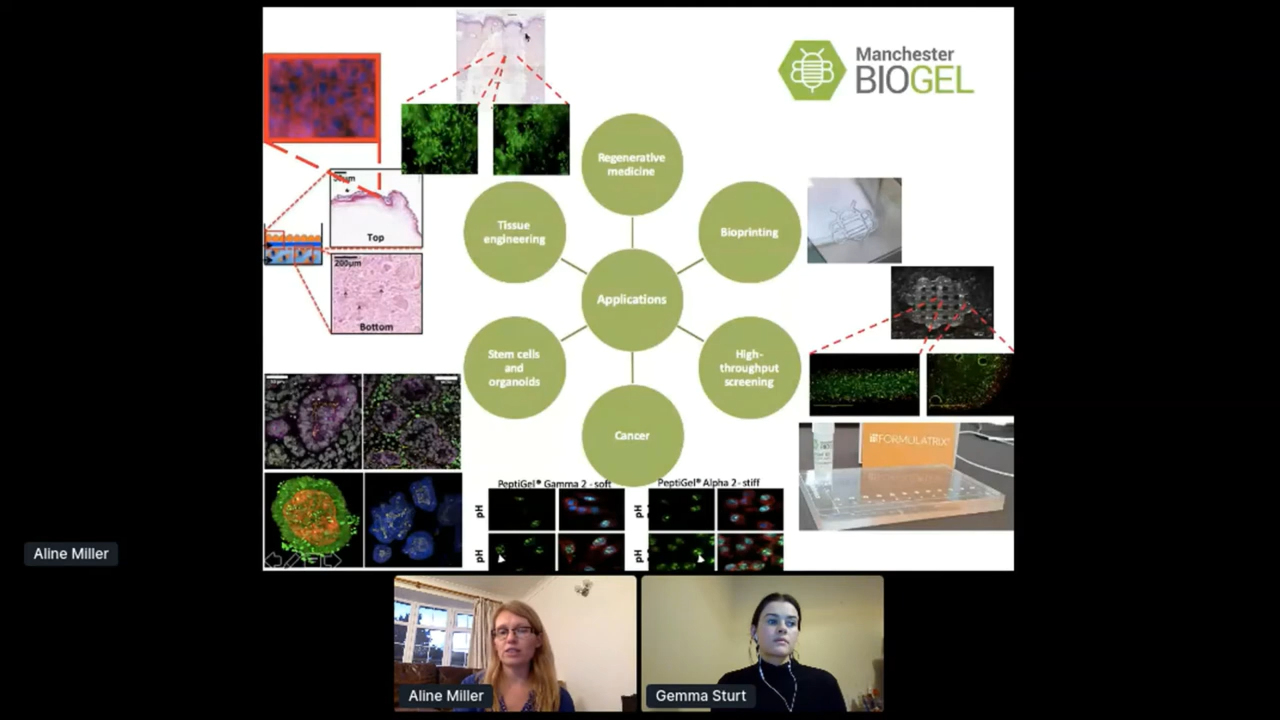 Manchester
BIOGEL
Regenerative
medicine
Tissue
engineering
Bioprinting
Applications
Stem cells
and
organoids
High-
throughput
screening
Cancer
Top
200µm
Bottom
FORMULATRIX
PeptiGel® Gamma 2 - soft
PeptiGel® Alpha 2 - stiff
pH
pH
pH
pH
Aline Miller
Aline Miller
Gemma Sturt